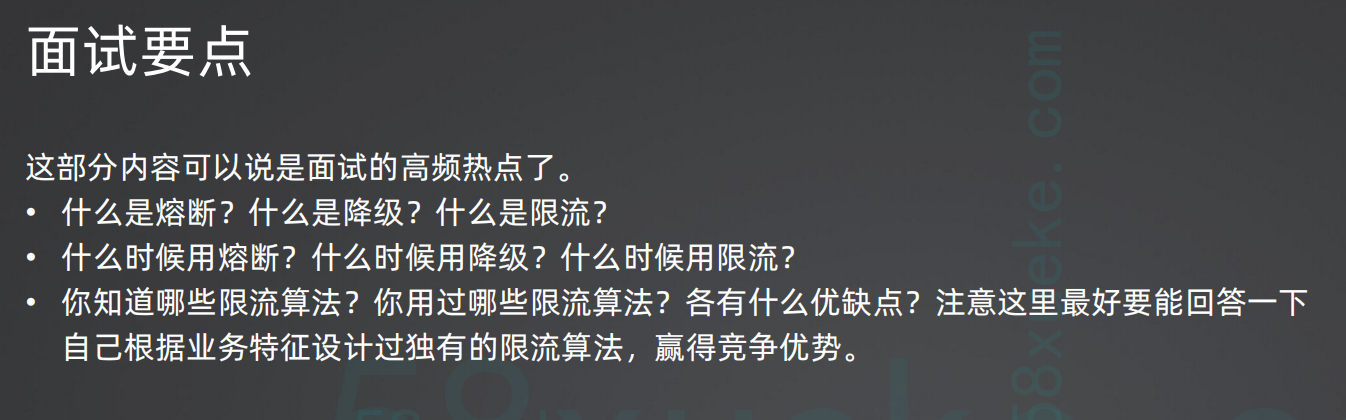 面试要点
这部分内容可以说是面试的高频热点了。
• 什么是熔断？什么是降级？什么是限流？
• 什么时候用熔断？什么时候用降级？什么时候用限流？
• 你知道哪些限流算法？你用过哪些限流算法？各有什么优缺点？注意这里最好要能回答一下
自己根据业务特征设计过独有的限流算法，赢得竞争优势。